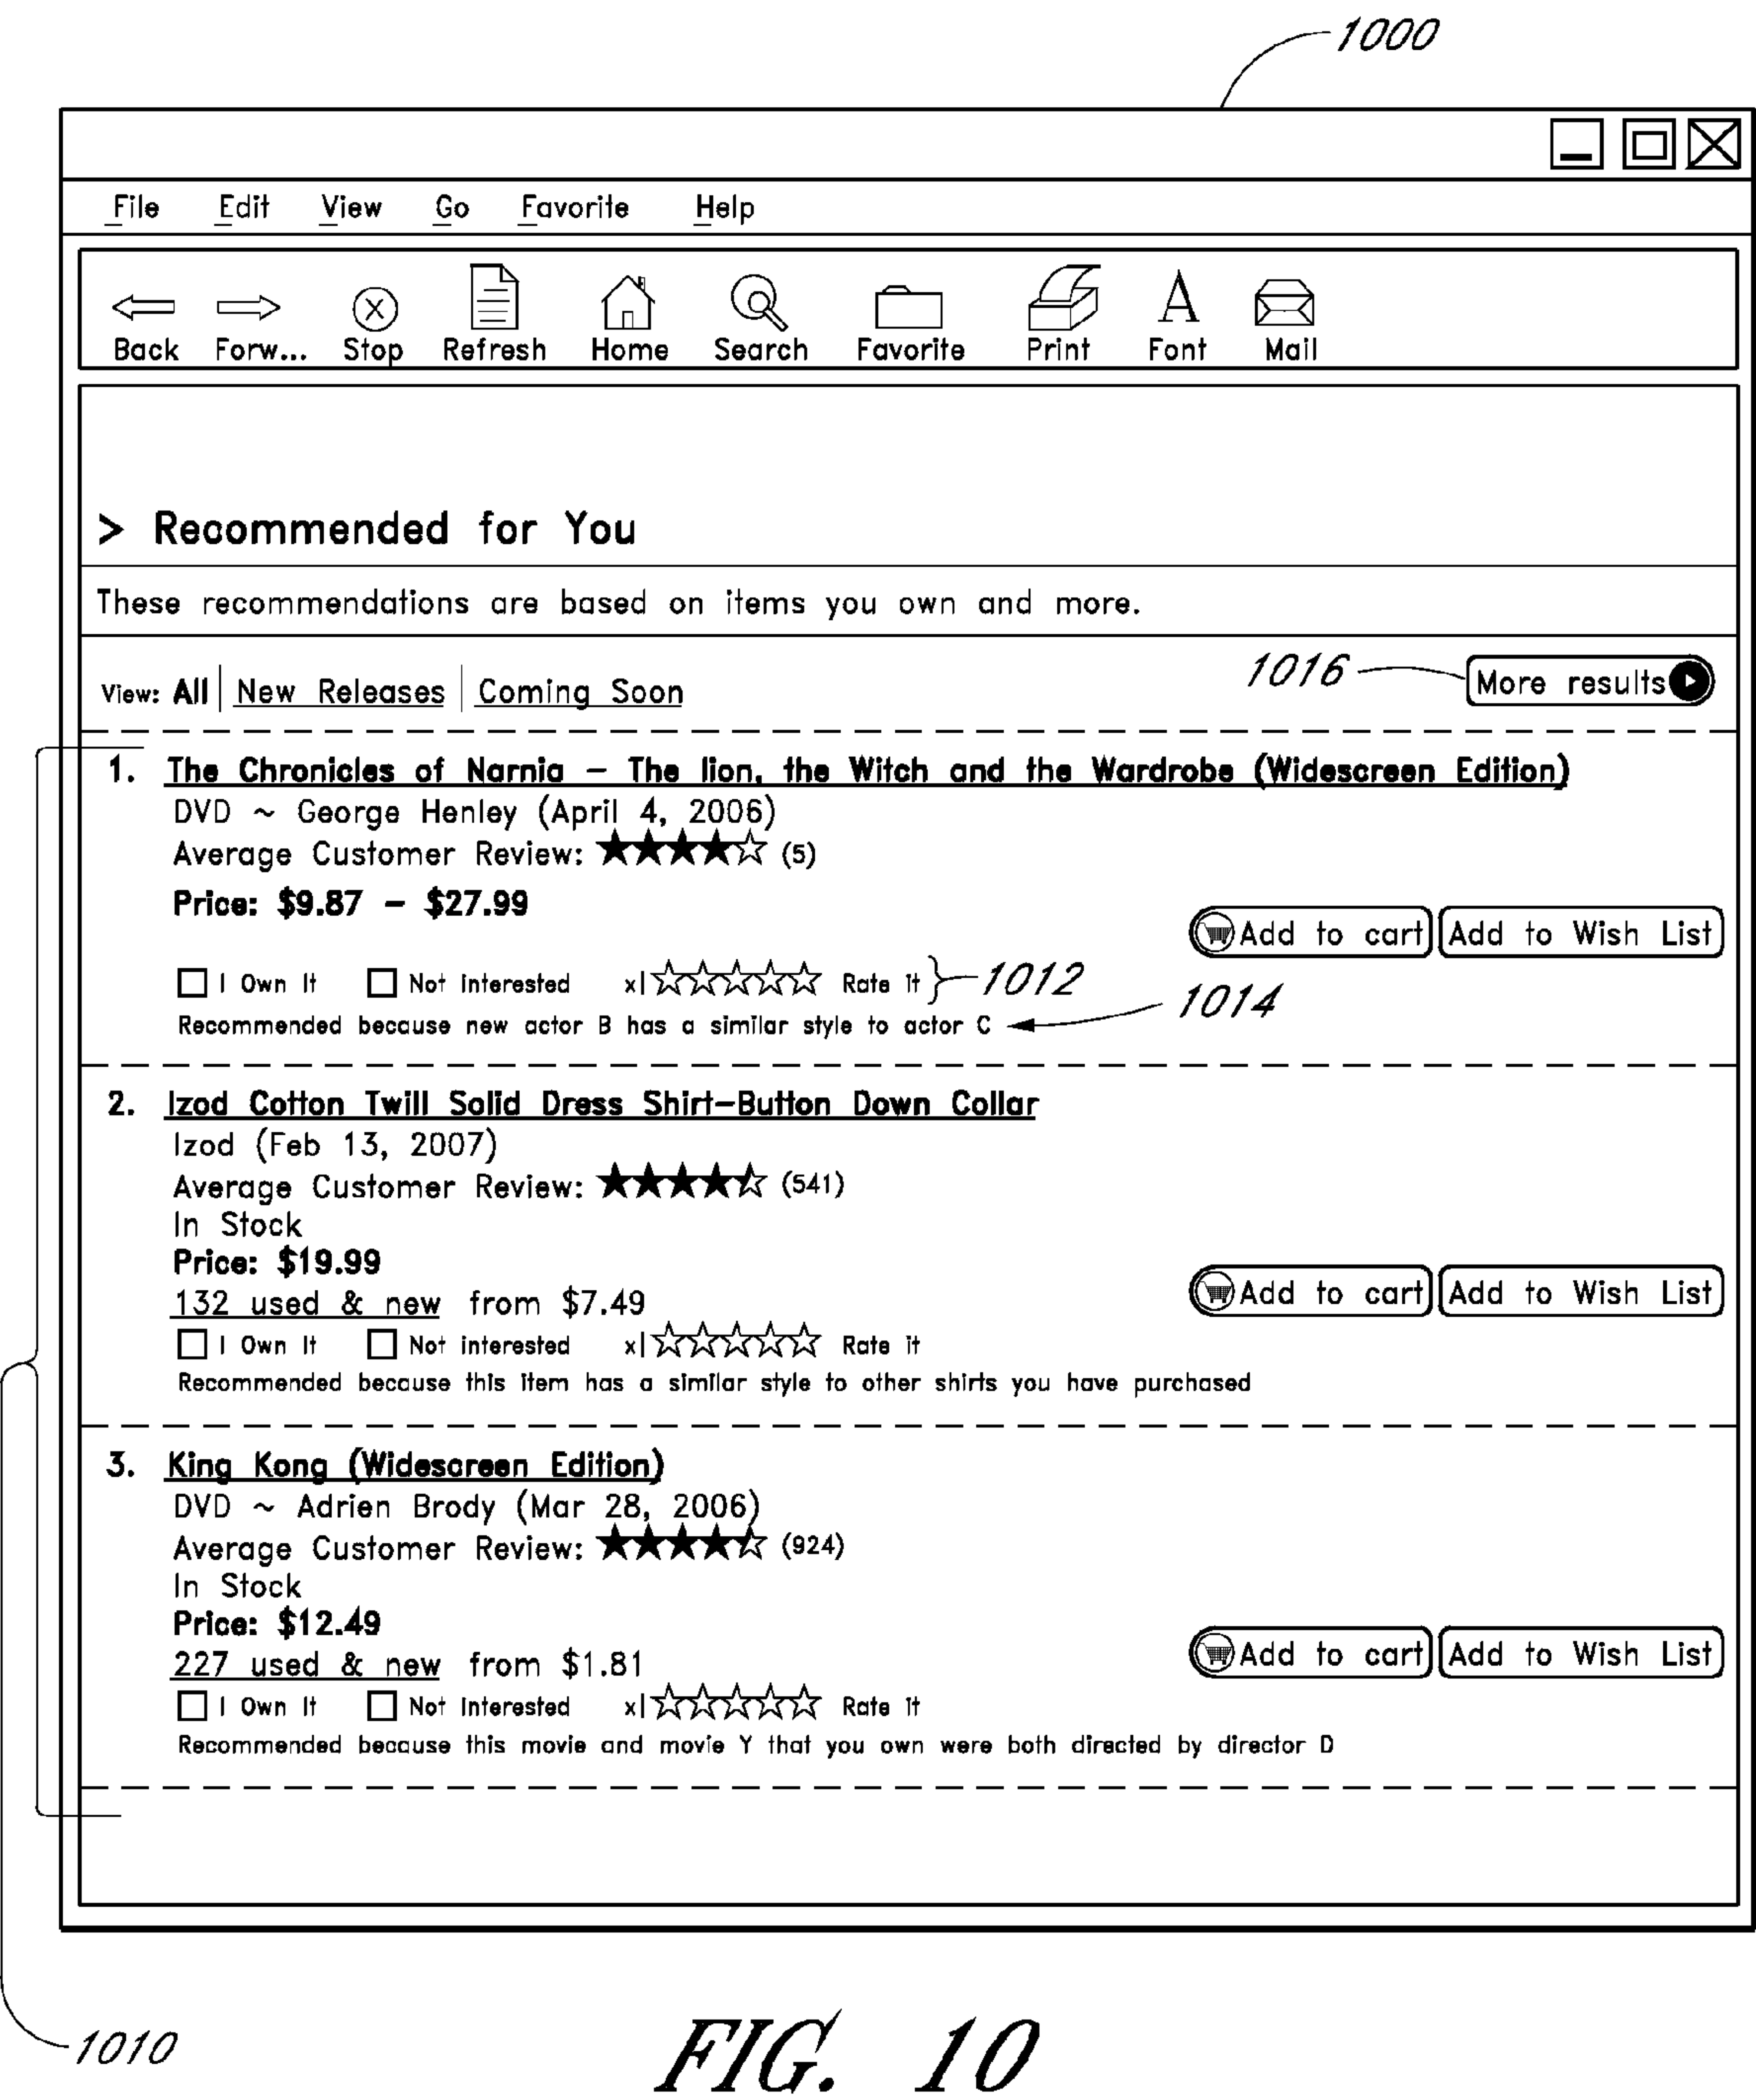 1000
File Edit View Go Favorite Help
Back Forw... Stop Refresh Home Search Favorite Print Font Mail
> Recommended for You
These recommendations are based on items you own and more.
View: All New Releases Coming Soon 1016 More results
1. The Chronicles of Narnia – The lion, the Witch and the Wardrobe (Widescreen Edition)
DVD ~ George Henley (April 4, 2006)
Average Customer Review: (5)
Price: $9.87 – $27.99
Add to cart Add to Wish List
I Own It Not interested x| Rate it 1012
Recommended because new actor B has a similar style to actor C 1014
2. Izod Cotton Twill Solid Dress Shirt–Button Down Collar
Izod (Feb 13, 2007)
Average Customer Review: (541)
In Stock
Price: $19.99
132 used & new from $7.49 Add to cart Add to Wish List
I Own It Not interested x| Rate it
Recommended because this item has a similar style to other shirts you have purchased
3. King Kong (Widescreen Edition)
DVD ~ Adrien Brody (Mar 28, 2006)
Average Customer Review: (924)
In Stock
Price: $12.49
227 used & new from $1.81 Add to cart Add to Wish List
I Own It Not interested x| Rate it
Recommended because this movie and movie Y that you own were both directed by director D
1010
FIG. 10